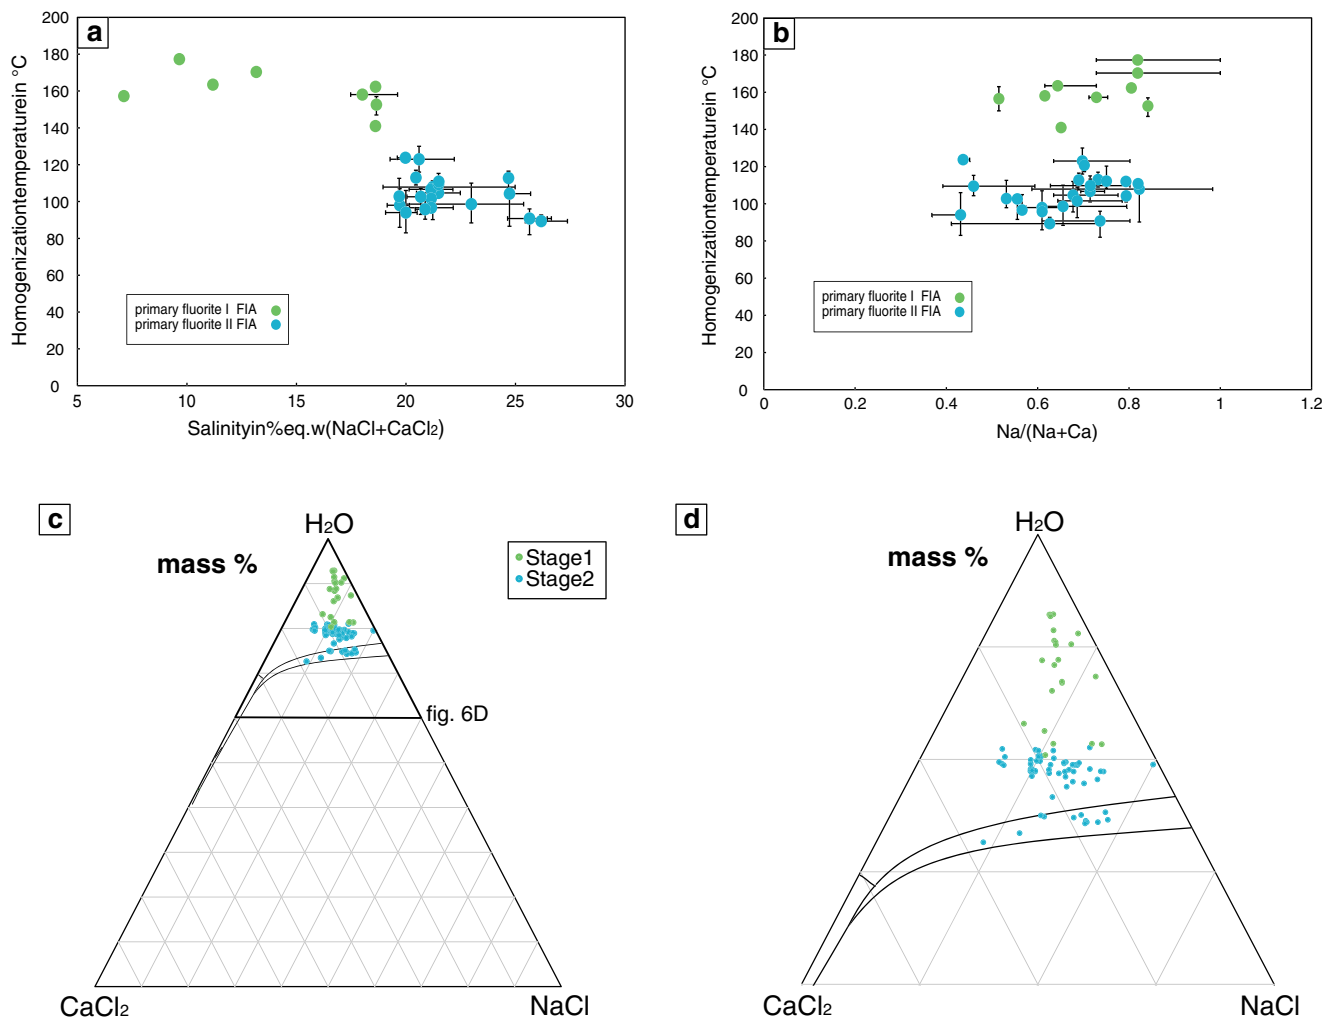 a
Homogenizationtemperaturein °C
200
180
160
140
120
100
80
60
40
20
0
5
10
15
20
25
30
Salinityin%eq.w(NaCl+CaCl₂)
primary fluorite I FIA
primary fluorite II FIA
b
Homogenizationtemperaturein °C
200
180
160
140
120
100
80
60
40
20
0
0
0.2
0.4
0.6
0.8
1
1.2
Na/(Na+Ca)
primary fluorite I FIA
primary fluorite II FIA
c
mass %
H₂O
Stage1
Stage2
fig. 6D
CaCl₂
NaCl
d
mass %
H₂O
CaCl₂
NaCl